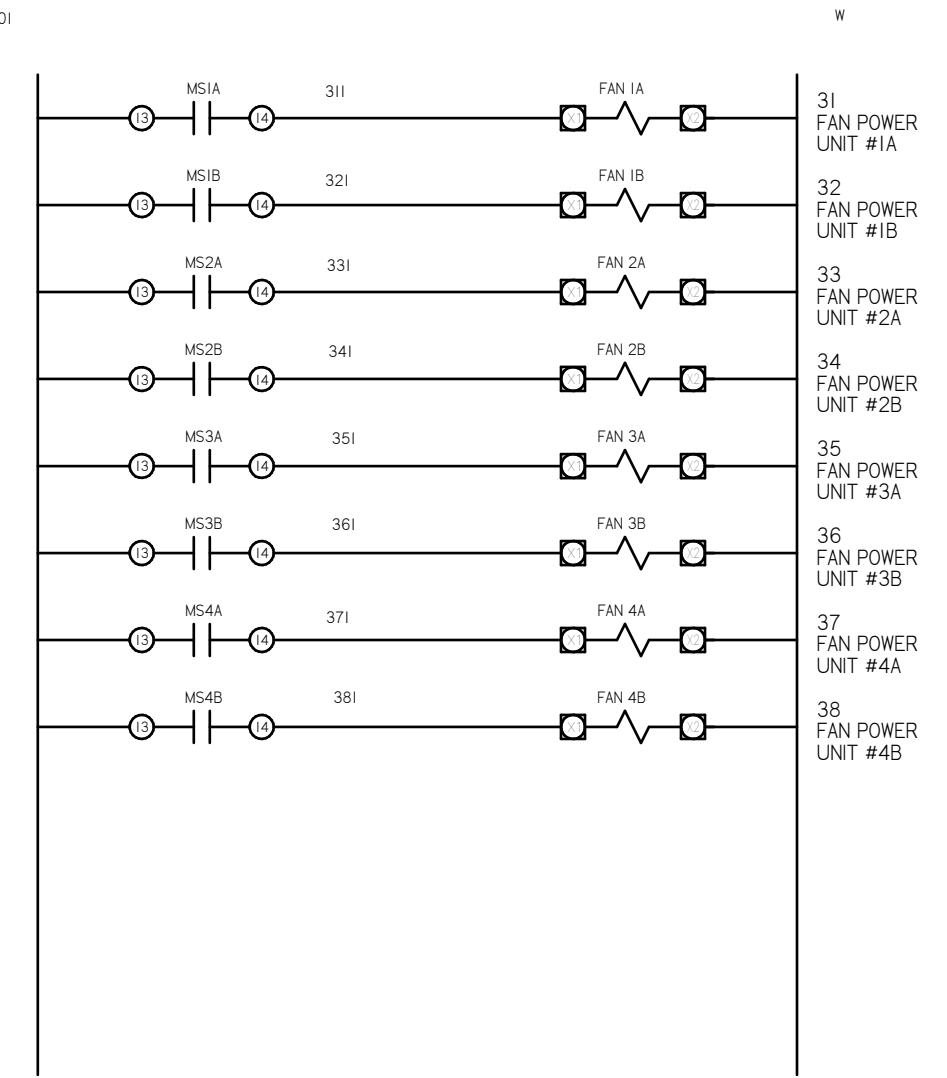 01 W
MS1A 311 FAN 1A
13 14 X1 X2
31
FAN POWER
UNIT #1A
MS1B 321 FAN 1B
13 14 X1 X2
32
FAN POWER
UNIT #1B
MS2A 331 FAN 2A
13 14 X1 X2
33
FAN POWER
UNIT #2A
MS2B 341 FAN 2B
13 14 X1 X2
34
FAN POWER
UNIT #2B
MS3A 351 FAN 3A
13 14 X1 X2
35
FAN POWER
UNIT #3A
MS3B 361 FAN 3B
13 14 X1 X2
36
FAN POWER
UNIT #3B
MS4A 371 FAN 4A
13 14 X1 X2
37
FAN POWER
UNIT #4A
MS4B 381 FAN 4B
13 14 X1 X2
38
FAN POWER
UNIT #4B